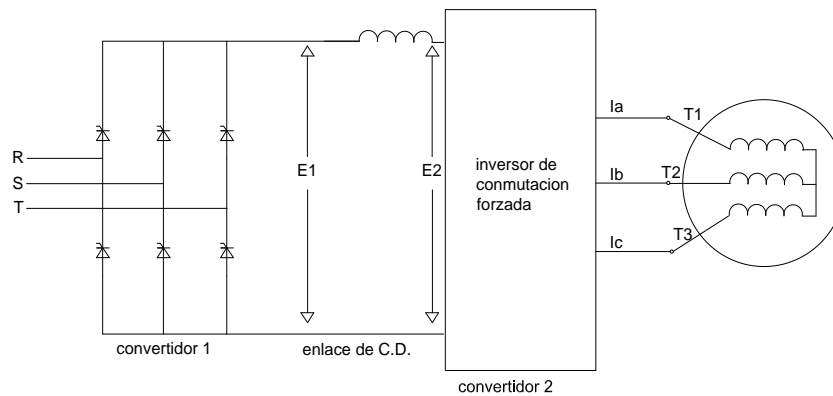 Ia
T1
R
S
T
E1
E2
inversor de
conmutacion
forzada
Ib
T2
Ic
T3
convertidor 1
enlace de C.D.
convertidor 2